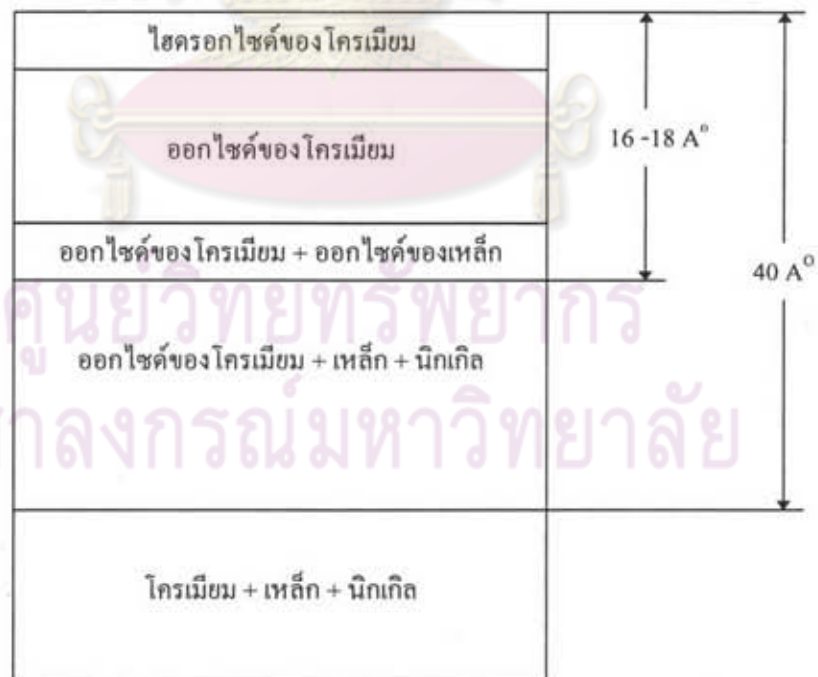 ไฮดรอกไซด์ของโครเมียม
ออกไซด์ของโครเมียม
16 -18 A°
ออกไซด์ของโครเมียม + ออกไซด์ของเหล็ก
40 A°
ศูนย์วิทยทรัพยากร
ออกไซด์ของโครเมียม + เหล็ก + นิกเกิล
าลงกรณ์มหาวิทยาลัย
โครเมียม + เหล็ก + นิกเกิล